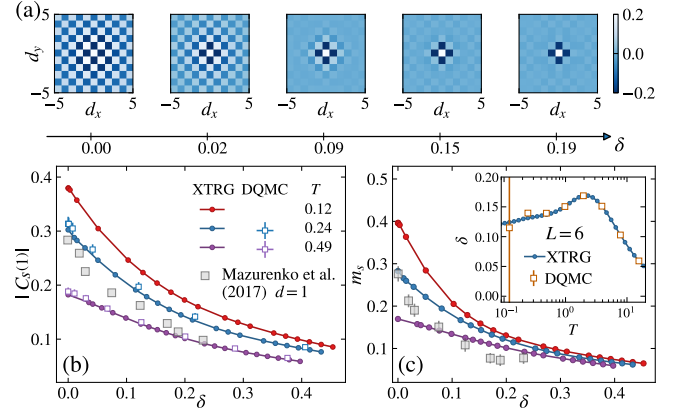 (a)
5
d_y
-5
-5 5
d_x
-5 5
d_x
-5 5
d_x
-5 5
d_x
-5 5
d_x
0.2
0.0
-0.2
0.00 0.02 0.09 0.15 0.19 δ
|C_S(1)|
0.4
0.3
0.2
0.1
XTRG DQMC T
0.12
0.24
0.49
Mazurenko et al.
(2017) d=1
(b)
0.0 0.1 0.2 0.3 0.4
δ
m_s
0.5
0.4
0.3
0.2
0.1
(c)
0.0 0.1 0.2 0.3 0.4
δ
δ
0.20
0.15
0.10
0.05
0.00
L=6
XTRG
DQMC
10^-1 10^0 10^1
T